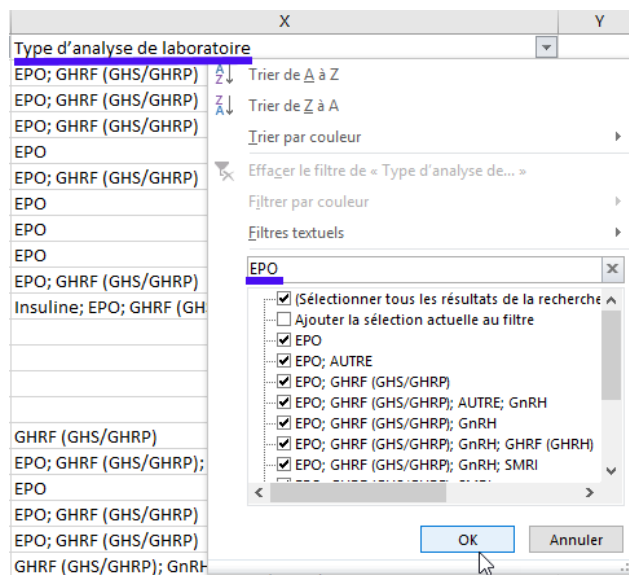 X Y
Type d'analyse de laboratoire
EPO; GHRF (GHS/GHRP)
EPO; GHRF (GHS/GHRP)
EPO; GHRF (GHS/GHRP)
EPO
EPO; GHRF (GHS/GHRP)
EPO
EPO
EPO
EPO; GHRF (GHS/GHRP)
Insuline; EPO; GHRF (GH
GHRF (GHS/GHRP)
EPO; GHRF (GHS/GHRP);
EPO
EPO; GHRF (GHS/GHRP)
EPO; GHRF (GHS/GHRP)
GHRF (GHS/GHRP); GnRH
Trier de A à Z
Trier de Z à A
Trier par couleur
Effacer le filtre de « Type d'analyse de... »
Filtrer par couleur
Filtres textuels
EPO
(Sélectionner tous les résultats de la recherche
Ajouter la sélection actuelle au filtre
EPO
EPO; AUTRE
EPO; GHRF (GHS/GHRP)
EPO; GHRF (GHS/GHRP); AUTRE; GnRH
EPO; GHRF (GHS/GHRP); GnRH
EPO; GHRF (GHS/GHRP); GnRH; GHRF (GHRH)
EPO; GHRF (GHS/GHRP); GnRH; SMRI
OK Annuler